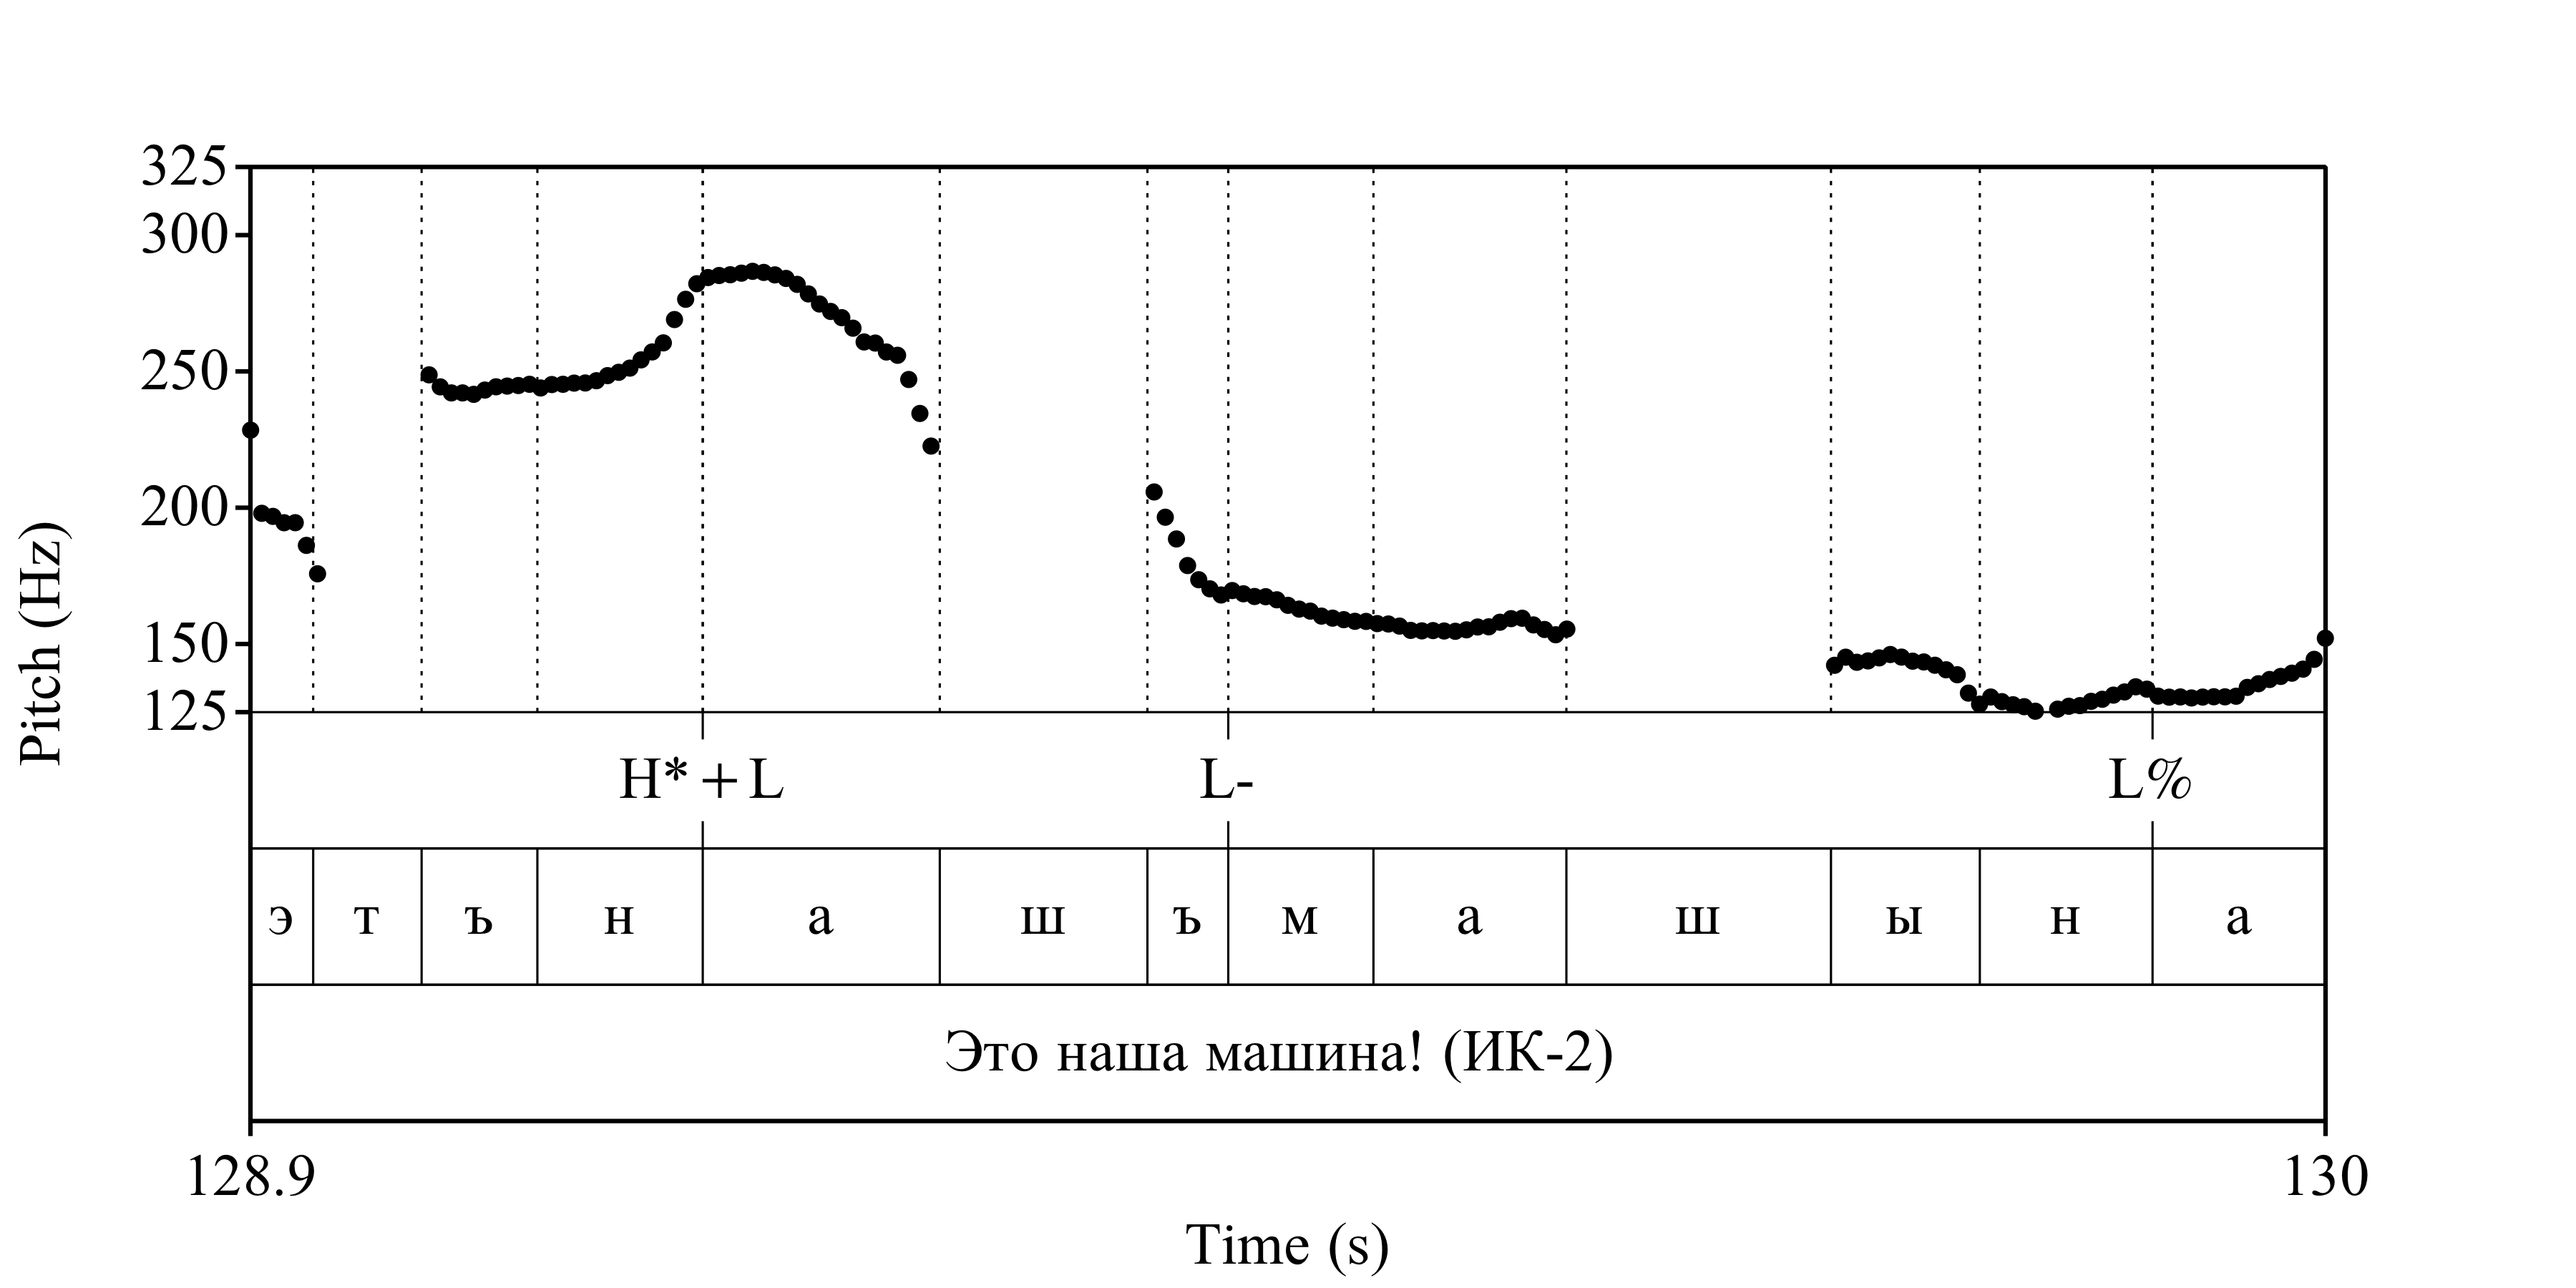 325
300
250
200
150
125
Pitch (Hz)
H* + L L- L%
э т ъ н а ш ъ м а ш ы н а
Это наша машина! (ИК-2)
128.9 130
Time (s)